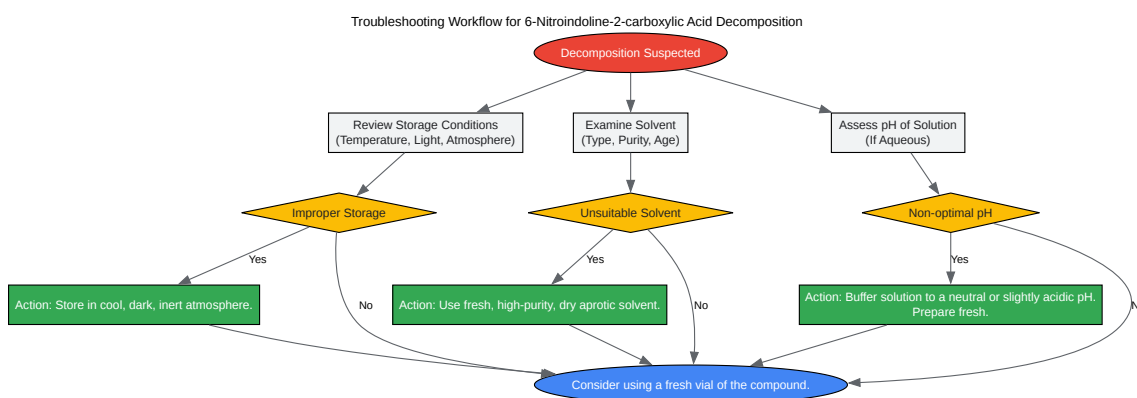 Troubleshooting Workflow for 6-Nitroindoline-2-carboxylic Acid Decomposition
Decomposition Suspected
Review Storage Conditions
(Temperature, Light, Atmosphere)
Examine Solvent
(Type, Purity, Age)
Assess pH of Solution
(If Aqueous)
Improper Storage
Unsuitable Solvent
Non-optimal pH
Yes
Yes
Yes
Action: Store in cool, dark, inert atmosphere.
No
Action: Use fresh, high-purity, dry aprotic solvent.
No
Action: Buffer solution to a neutral or slightly acidic pH.
Prepare fresh.
Consider using a fresh vial of the compound.